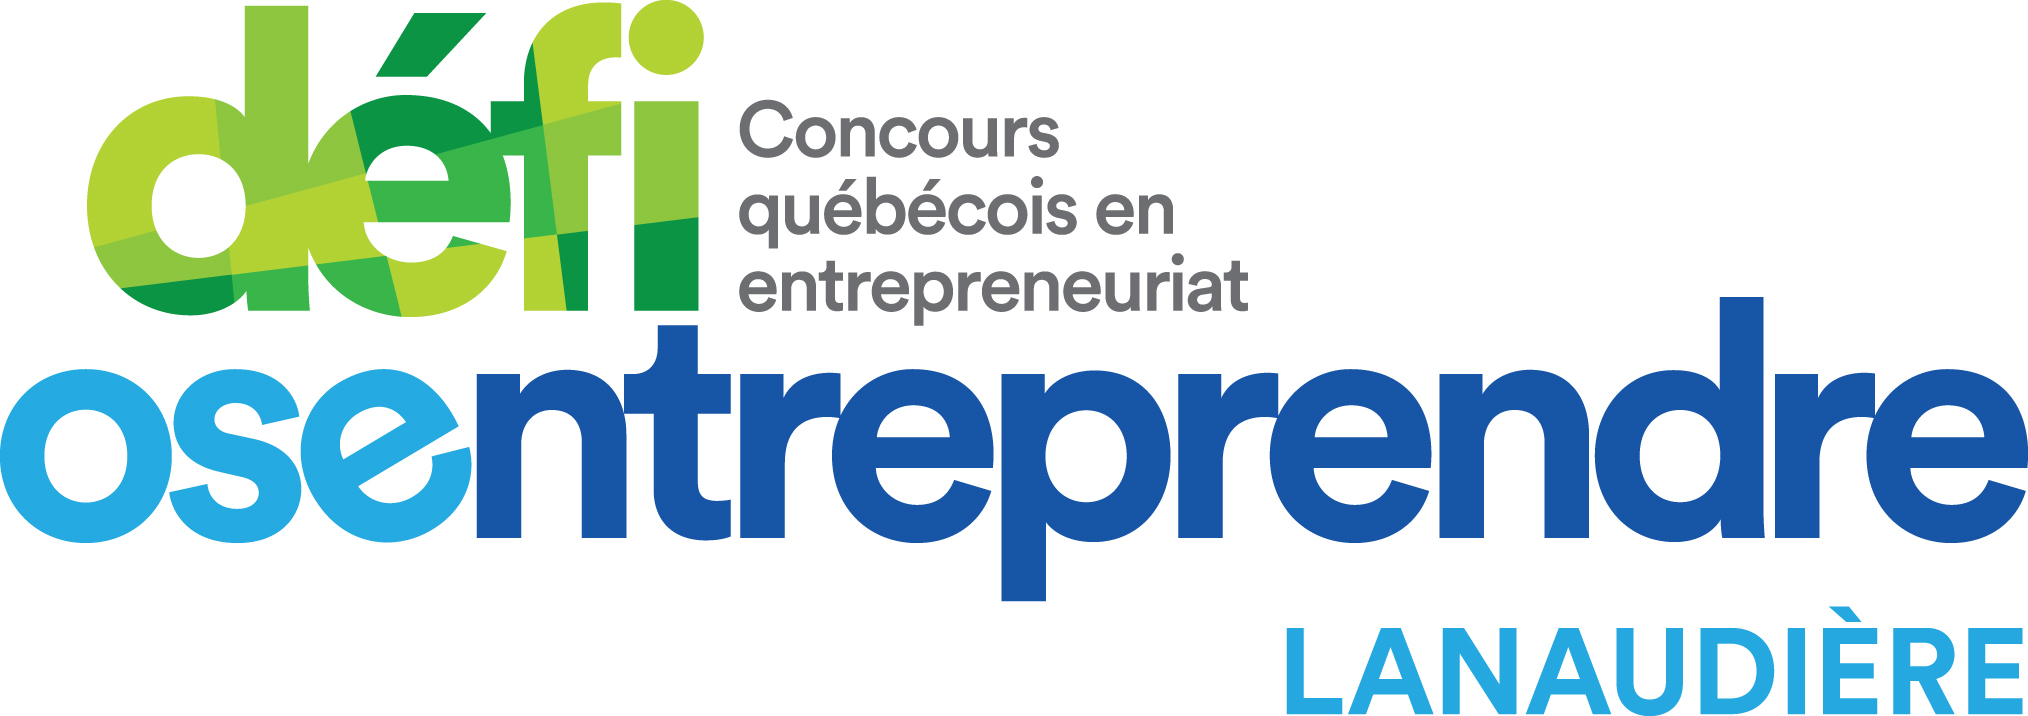 défi
Concours
québécois en
entrepreneuriat
osentreprendre
LANAUDIÈRE